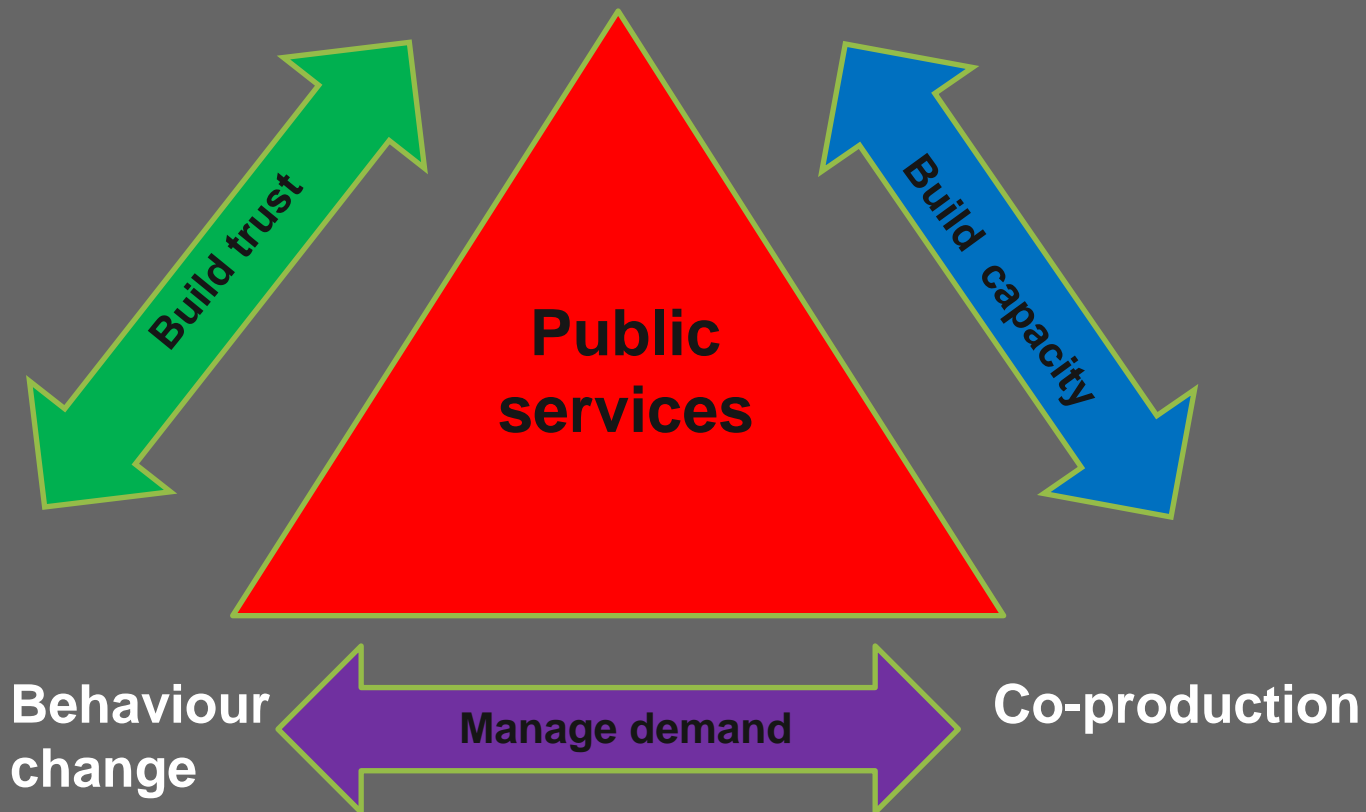 Build trust
Build  capacity
Public
services
Behaviour
change
Manage demand
Co-production